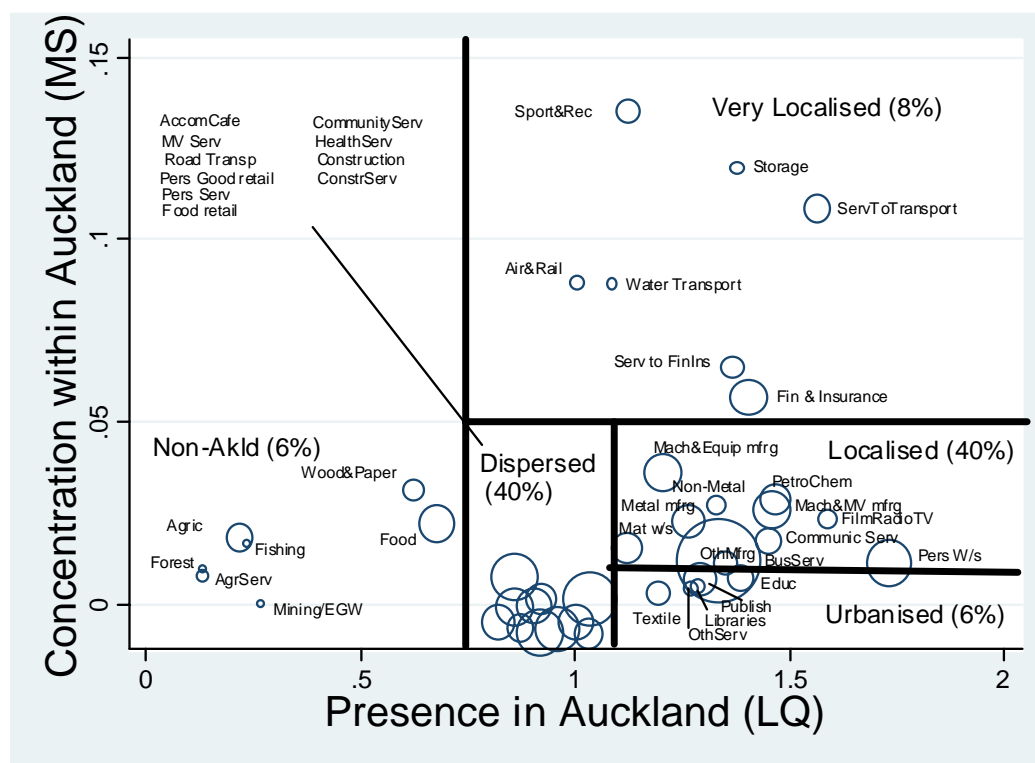 Concentration within Auckland (MS)
.15
.1
.05
0
AccomCafe
MV Serv
Road Transp
Pers Good retail
Pers Serv
Food retail
CommunityServ
HealthServ
Construction
ConstrServ
Sport&Rec
Very Localised (8%)
Storage
ServToTransport
Air&Rail
Water Transport
Serv to FinIns
Fin & Insurance
Non-Akld (6%)
Wood&Paper
Agric
Food
Fishing
Forest
AgrServ
Mining/EGW
Dispersed
(40%)
Localised (40%)
Mach&Equip mfrg
Non-Metal
PetroChem
Metal mfrg
Mach&MV mfrg
FilmRadioTV
Mat w/s
Communic Serv
OthMfrg
BusServ
Pers W/s
Educ
Urbanised (6%)
Textile
Publish
Libraries
OthServ
0
.5
1
1.5
2
Presence in Auckland (LQ)